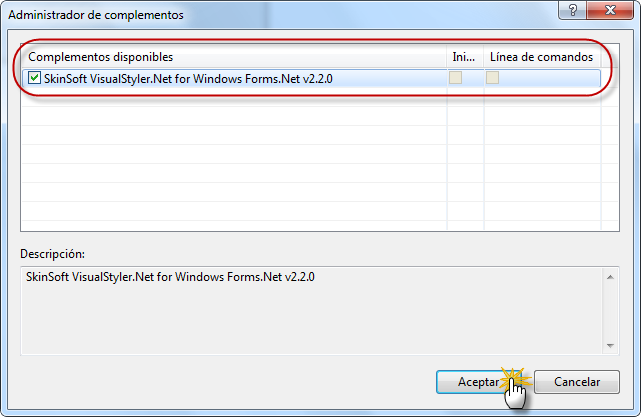 Administrador de complementos
Complementos disponibles Ini... Línea de comandos
SkinSoft VisualStyler.Net for Windows Forms.Net v2.2.0
Descripción:
SkinSoft VisualStyler.Net for Windows Forms.Net v2.2.0
Aceptar Cancelar